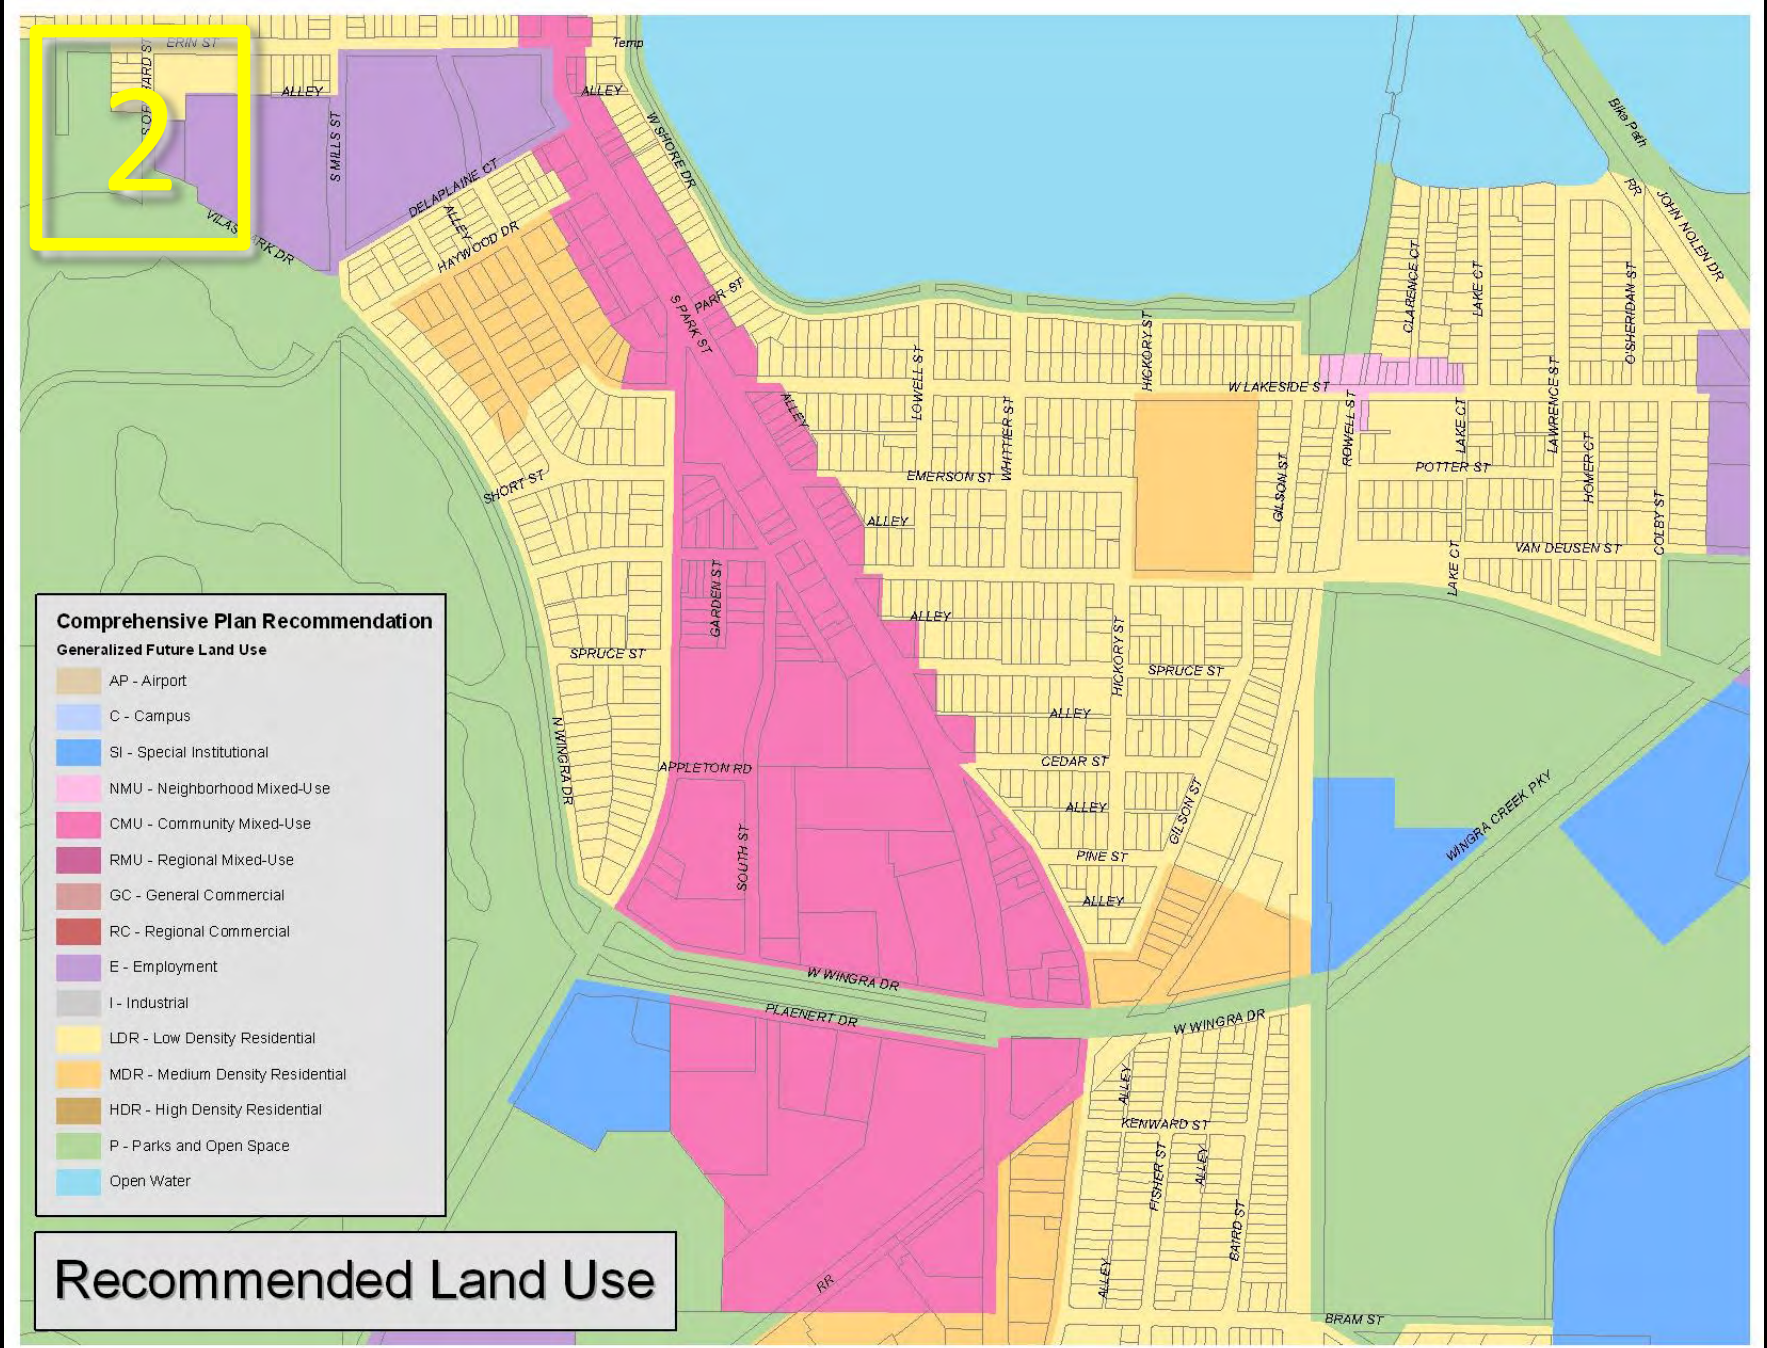 ERIN ST
Temp
ALLEY
ALLEY
2
S MILLS ST
W SHORE DR
Bike Path
DELAPLAINE CT
ALLEY
RR
JOHN NOLEN DR
HAYWOOD DR
CLARENCE CT
LAKE CT
O'SHERIDAN ST
PARR ST
S PARK ST
HICKORY ST
LOWELL ST
W LAKESIDE ST
ALLEY
WHITTIER ST
ROWELL ST
LAKE CT
LAWRENCE ST
EMERSON ST
POTTER ST
HOMER CT
SHORT ST
GILSON ST
COLBY ST
ALLEY
VAN DEUSEN ST
LAKE CT
GARDEN ST
ALLEY
HICKORY ST
SPRUCE ST
SPRUCE ST
ALLEY
N WINGRA DR
APPLETON RD
CEDAR ST
ALLEY
GILSON ST
WINGRA CREEK PKY
SOUTH ST
PINE ST
ALLEY
W WINGRA DR
PLAENERT DR
W WINGRA DR
ALLEY
KENWARD ST
FISHER ST
ALLEY
BAIRD ST
ALLEY
RR
BRAM ST
Comprehensive Plan Recommendation
Generalized Future Land Use
AP - Airport
C - Campus
SI - Special Institutional
NMU - Neighborhood Mixed-Use
CMU - Community Mixed-Use
RMU - Regional Mixed-Use
GC - General Commercial
RC - Regional Commercial
E - Employment
I - Industrial
LDR - Low Density Residential
MDR - Medium Density Residential
HDR - High Density Residential
P - Parks and Open Space
Open Water
Recommended Land Use